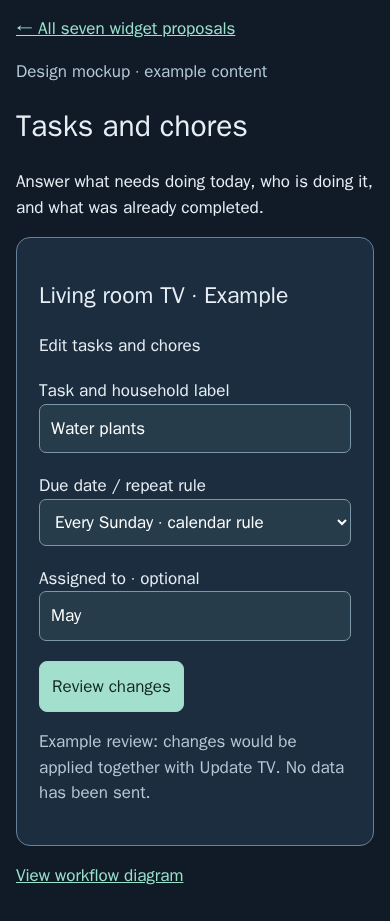 ← All seven widget proposals
Design mockup · example content
Tasks and chores
Answer what needs doing today, who is doing it,
and what was already completed.
Living room TV · Example
Edit tasks and chores
Task and household label
Water plants
Due date / repeat rule
Every Sunday · calendar rule
Assigned to · optional
May
Review changes
Example review: changes would be
applied together with Update TV. No data
has been sent.
View workflow diagram